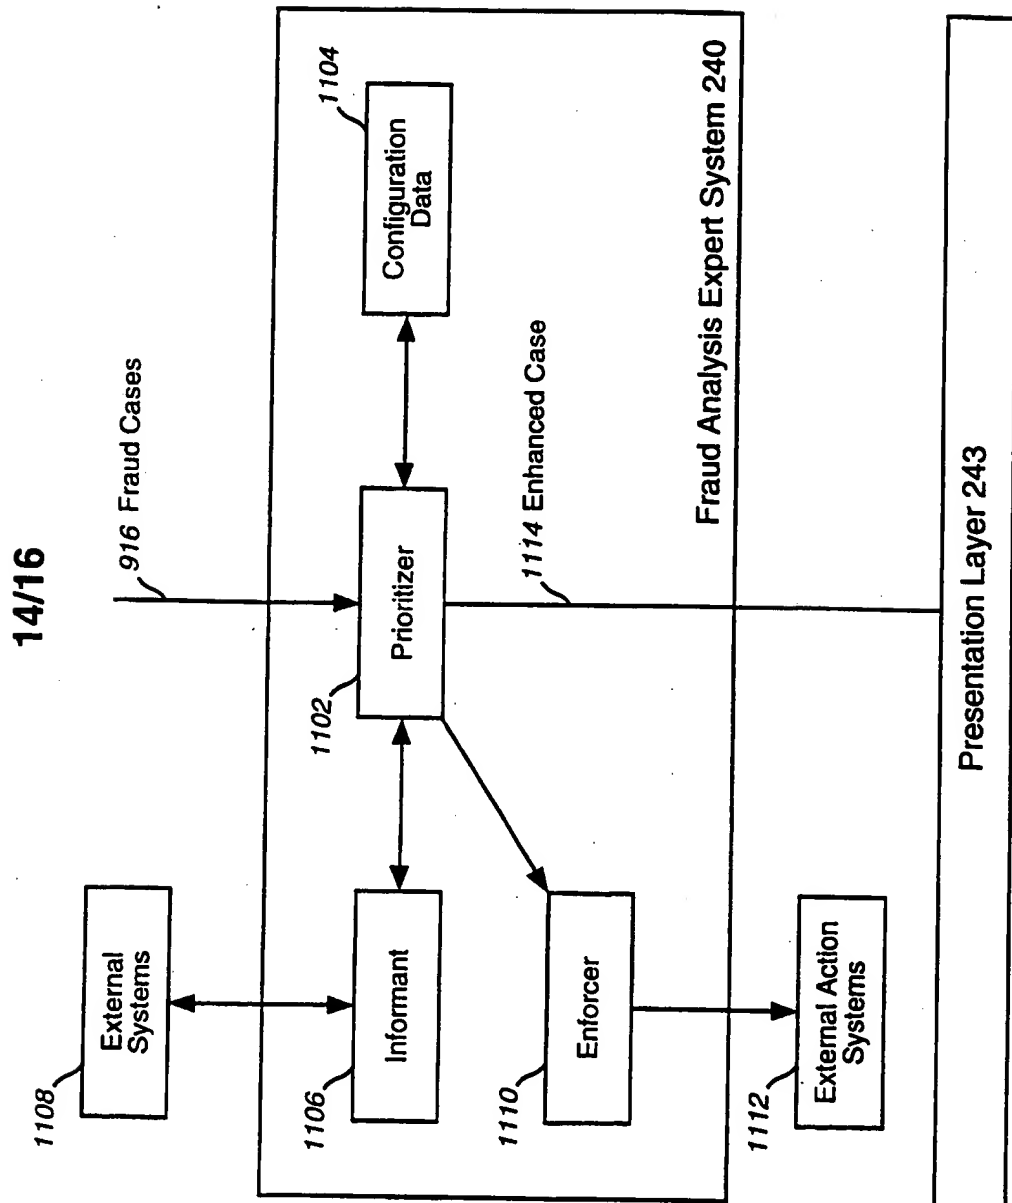 14/16
916 Fraud Cases
1108
External
Systems
1106
Informant
1102
Prioritizer
1104
Configuration
Data
1110
Enforcer
1114 Enhanced Case
Fraud Analysis Expert System 240
1112
External Action
Systems
Presentation Layer 243